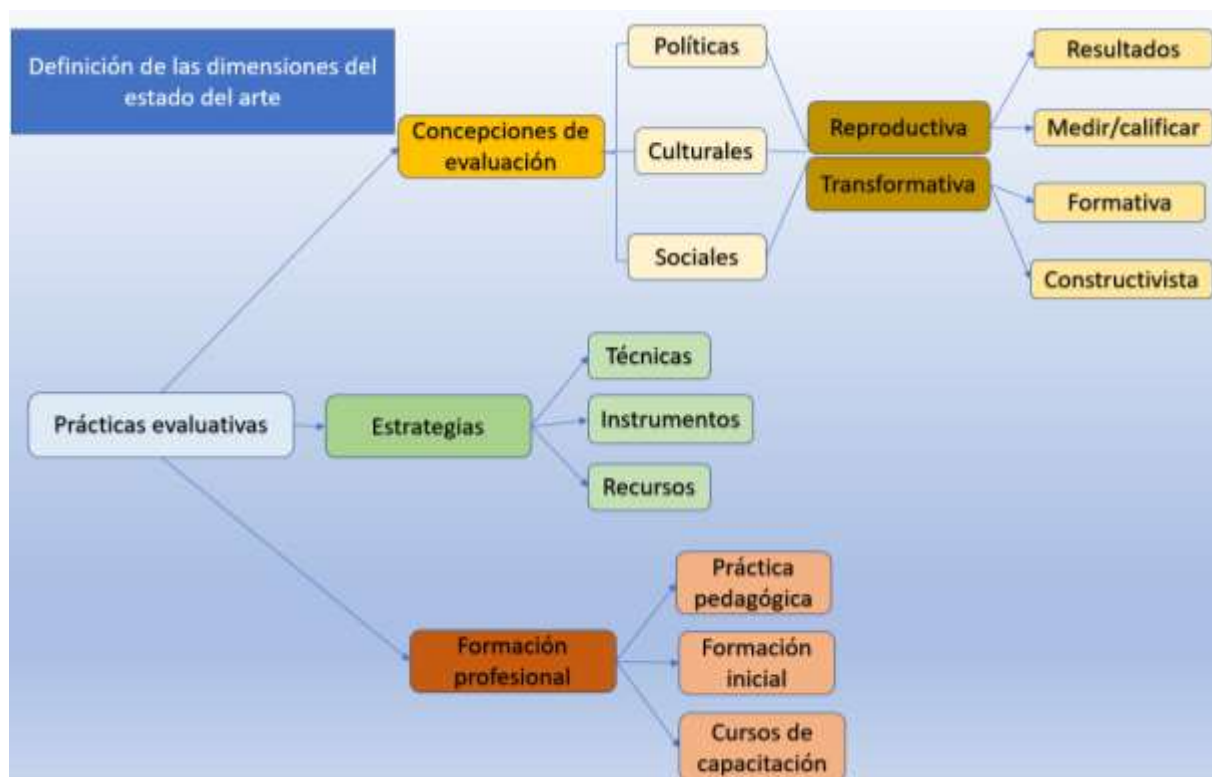 Definición de las dimensiones del
estado del arte
Políticas
Resultados
Concepciones de
evaluación
Culturales
Reproductiva
Medir/calificar
Transformativa
Formativa
Sociales
Constructivista
Técnicas
Prácticas evaluativas
Estrategias
Instrumentos
Recursos
Práctica
pedagógica
Formación
profesional
Formación
inicial
Cursos de
capacitación